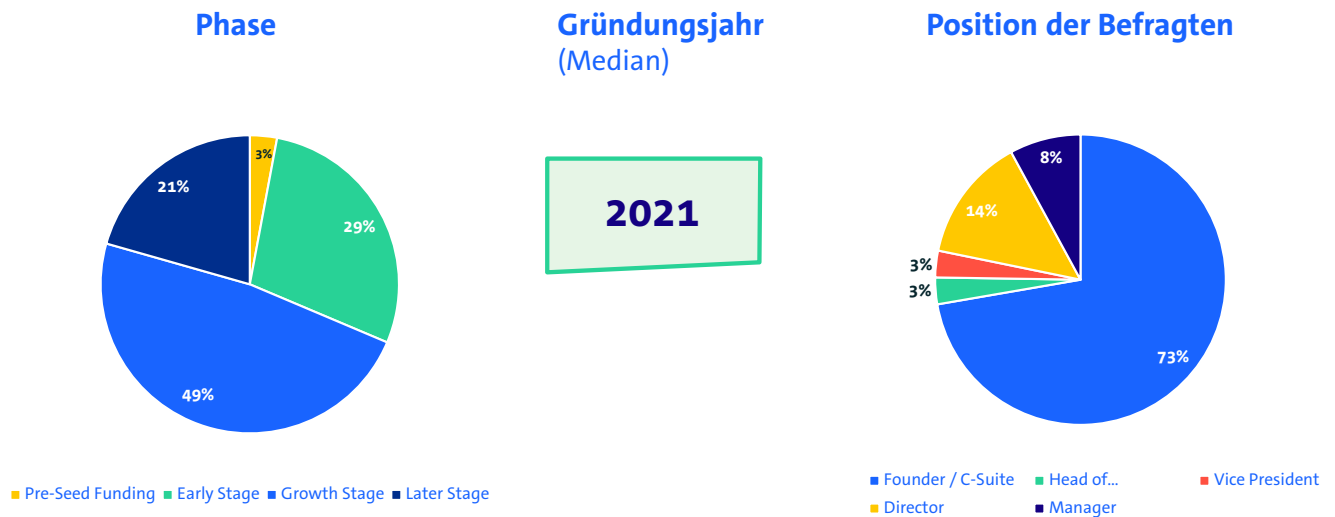 Phase
3%
29%
49%
21%
Pre-Seed Funding Early Stage Growth Stage Later Stage
Gründungsjahr
(Median)
2021
Position der Befragten
8%
14%
3%
3%
73%
Founder / C-Suite Head of... Vice President
Director Manager